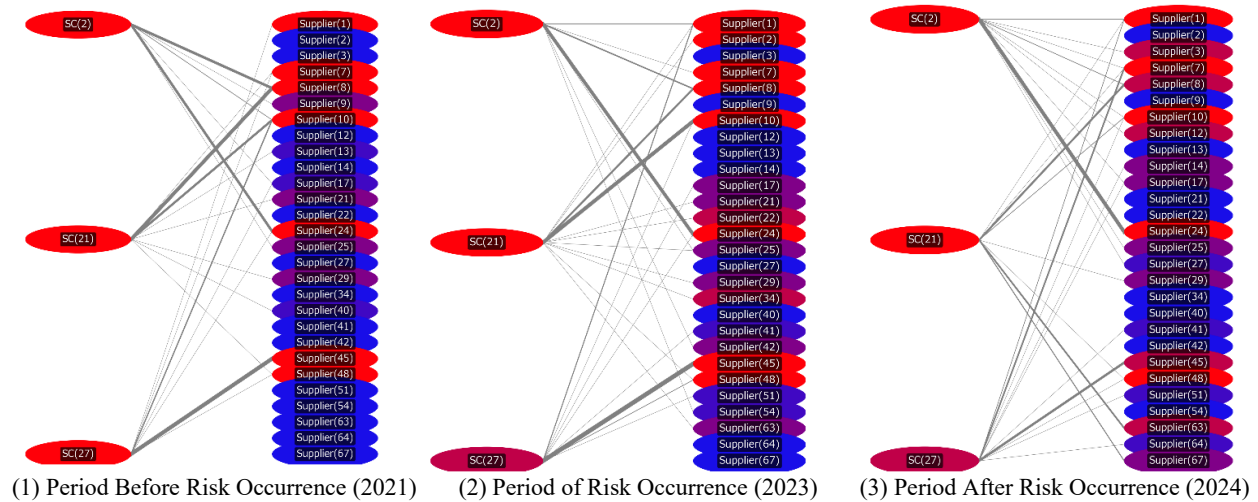 SC(2)
SC(21)
SC(27)
Supplier(1)
Supplier(2)
Supplier(3)
Supplier(7)
Supplier(8)
Supplier(9)
Supplier(10)
Supplier(12)
Supplier(13)
Supplier(14)
Supplier(17)
Supplier(21)
Supplier(22)
Supplier(24)
Supplier(25)
Supplier(27)
Supplier(29)
Supplier(34)
Supplier(40)
Supplier(41)
Supplier(42)
Supplier(45)
Supplier(48)
Supplier(51)
Supplier(54)
Supplier(63)
Supplier(64)
Supplier(67)
(1) Period Before Risk Occurrence (2021)
SC(2)
SC(21)
SC(27)
Supplier(1)
Supplier(2)
Supplier(3)
Supplier(7)
Supplier(8)
Supplier(9)
Supplier(10)
Supplier(12)
Supplier(13)
Supplier(14)
Supplier(17)
Supplier(21)
Supplier(22)
Supplier(24)
Supplier(25)
Supplier(27)
Supplier(29)
Supplier(34)
Supplier(40)
Supplier(41)
Supplier(42)
Supplier(45)
Supplier(48)
Supplier(51)
Supplier(54)
Supplier(63)
Supplier(64)
Supplier(67)
(2) Period of Risk Occurrence (2023)
SC(2)
SC(21)
SC(27)
Supplier(1)
Supplier(2)
Supplier(3)
Supplier(7)
Supplier(8)
Supplier(9)
Supplier(10)
Supplier(12)
Supplier(13)
Supplier(14)
Supplier(17)
Supplier(21)
Supplier(22)
Supplier(24)
Supplier(25)
Supplier(27)
Supplier(29)
Supplier(34)
Supplier(40)
Supplier(41)
Supplier(42)
Supplier(45)
Supplier(48)
Supplier(51)
Supplier(54)
Supplier(63)
Supplier(64)
Supplier(67)
(3) Period After Risk Occurrence (2024)